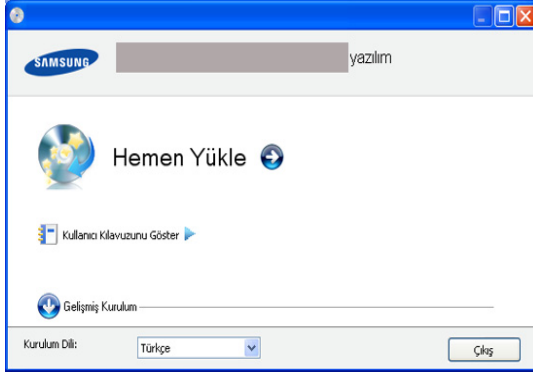 SAMSUNG yazılım
Hemen Yükle
Kullanıcı Kılavuzunu Göster
Gelişmiş Kurulum
Kurulum Dili: Türkçe Çıkış